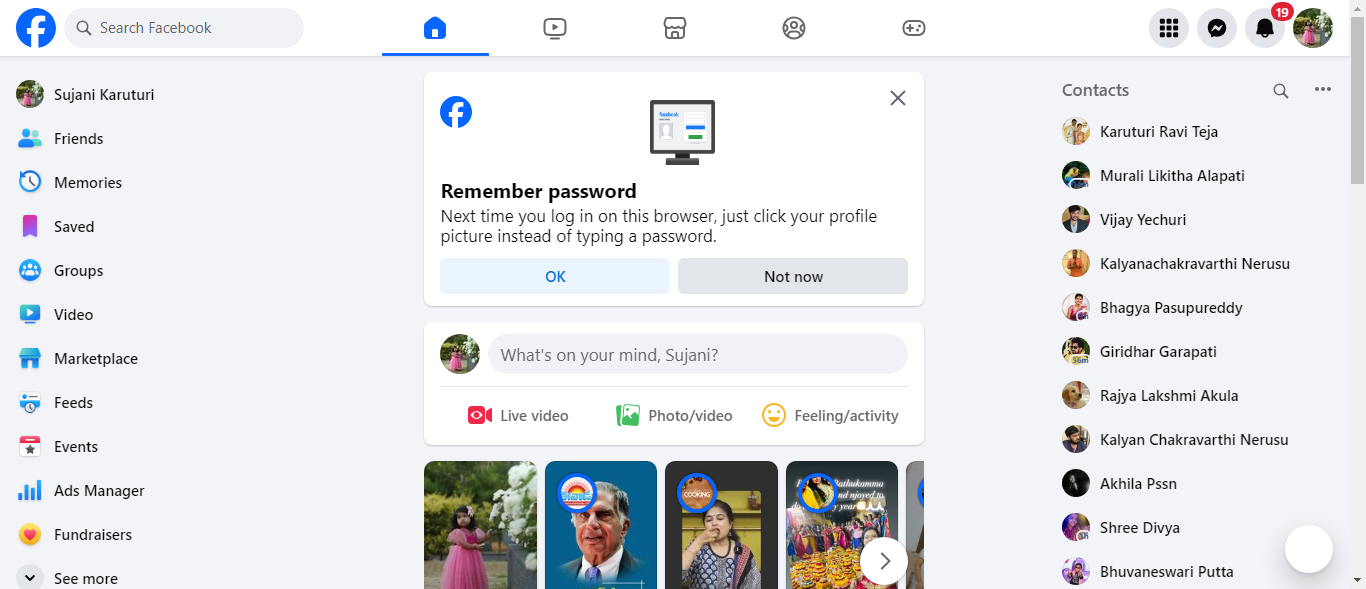 Search Facebook
19
Sujani Karuturi
Friends
Memories
Saved
Groups
Video
Marketplace
Feeds
Events
Ads Manager
Fundraisers
See more
facebook
Remember password
Next time you log in on this browser, just click your profile
picture instead of typing a password.
OK
Not now
What's on your mind, Sujani?
Live video
Photo/video
Feeling/activity
COOKING
Contacts
Karuturi Ravi Teja
Murali Likitha Alapati
Vijay Yechuri
Kalyanachakravarthi Nerusu
Bhagya Pasupureddy
Giridhar Garapati
56m
Rajya Lakshmi Akula
Kalyan Chakravarthi Nerusu
Akhila Pssn
Shree Divya
Bhuvaneswari Putta